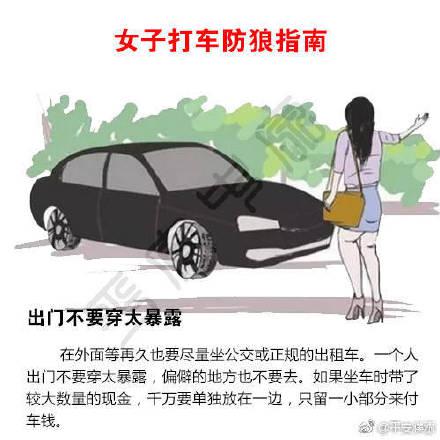 女子打车防狼指南
出门不要穿太暴露
在外面等再久也要尽量坐公交或正规的出租车。一个人
出门不要穿太暴露，偏僻的地方也不要去。如果坐车时带了
较大数量的现金，千万要单独放在一边，只留一小部分来付
车钱。